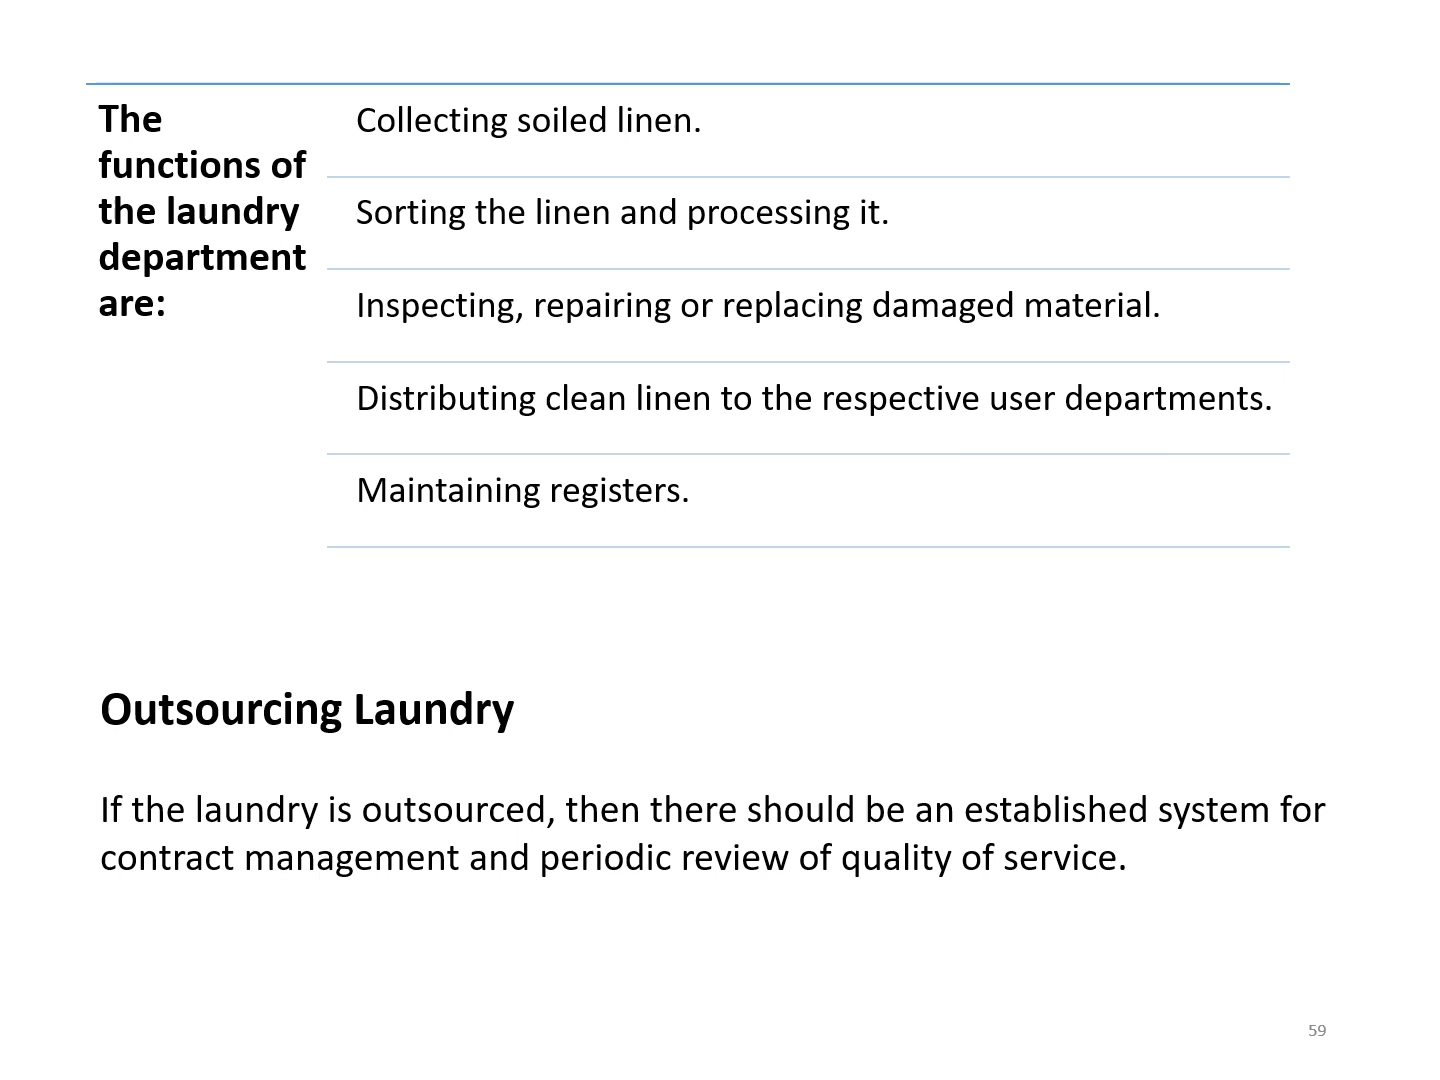 The
functions of
the laundry
department
are:
Collecting soiled linen.
Sorting the linen and processing it.
Inspecting, repairing or replacing damaged material.
Distributing clean linen to the respective user departments.
Maintaining registers.
Outsourcing Laundry
If the laundry is outsourced, then there should be an established system for
contract management and periodic review of quality of service.
59